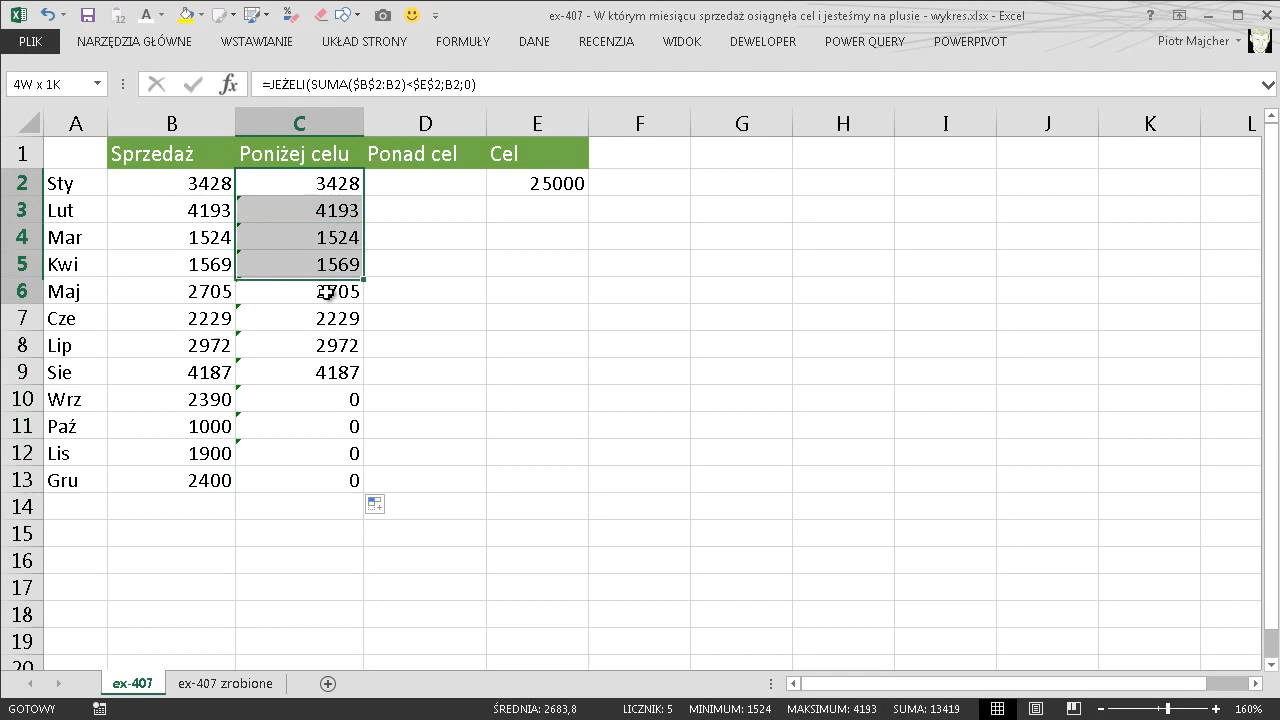 12
A
ex-407 - W którym miesiącu sprzedaż osiągnęła cel i jesteśmy na plusie - wykres.xlsx - Excel
?
PLIK NARZĘDZIA GŁÓWNE WSTAWIANIE UKŁAD STRONY FORMUŁY DANE RECENZJA WIDOK DEWELOPER POWER QUERY POWERPIVOT Piotr Majcher
4W x 1K fx =JEŻELI(SUMA($B$2:B2)<$E$2;B2;0)
A B C D E F G H I J K L
1 Sprzedaż Poniżej celu Ponad cel Cel
2 Sty 3428 3428 25000
3 Lut 4193 4193
4 Mar 1524 1524
5 Kwi 1569 1569
6 Maj 2705 2705
7 Cze 2229 2229
8 Lip 2972 2972
9 Sie 4187 4187
10 Wrz 2390 0
11 Paź 1000 0
12 Lis 1900 0
13 Gru 2400 0
14
15
16
17
18
19
20
ex-407 ex-407 zrobione
GOTOWY ŚREDNIA: 2683,8 LICZNIK: 5 MINIMUM: 1524 MAKSIMUM: 4193 SUMA: 13419 160%